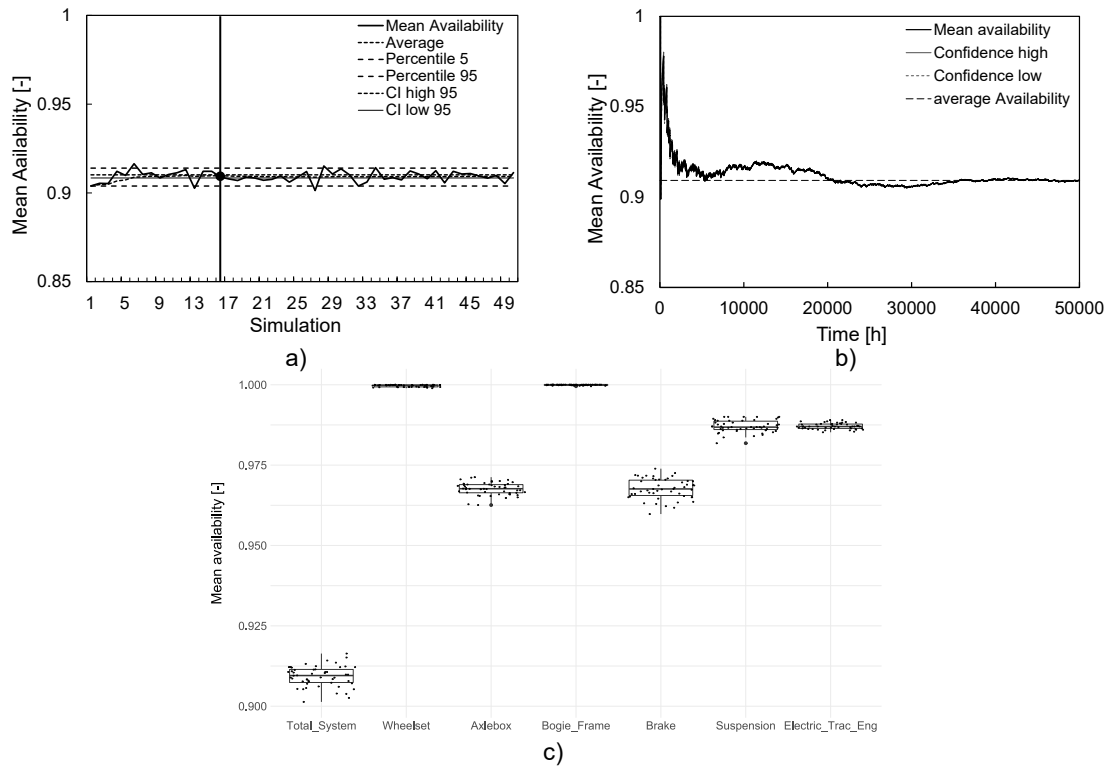 1
0.95
0.9
0.85
Mean Aailability [-]
Mean Availability
Average
Percentile 5
Percentile 95
CI high 95
CI low 95
1 5 9 13 17 21 25 29 33 37 41 45 49
Simulation
a)
1
0.95
0.9
0.85
Mean Availability [-]
Mean availability
Confidence high
Confidence low
average Availability
0 10000 20000 30000 40000 50000
Time [h]
b)
1.000
0.975
0.950
0.925
0.900
Mean availability [-]
Total_System Wheelset Axlebox Bogie_Frame Brake Suspension Electric_Trac_Eng
c)